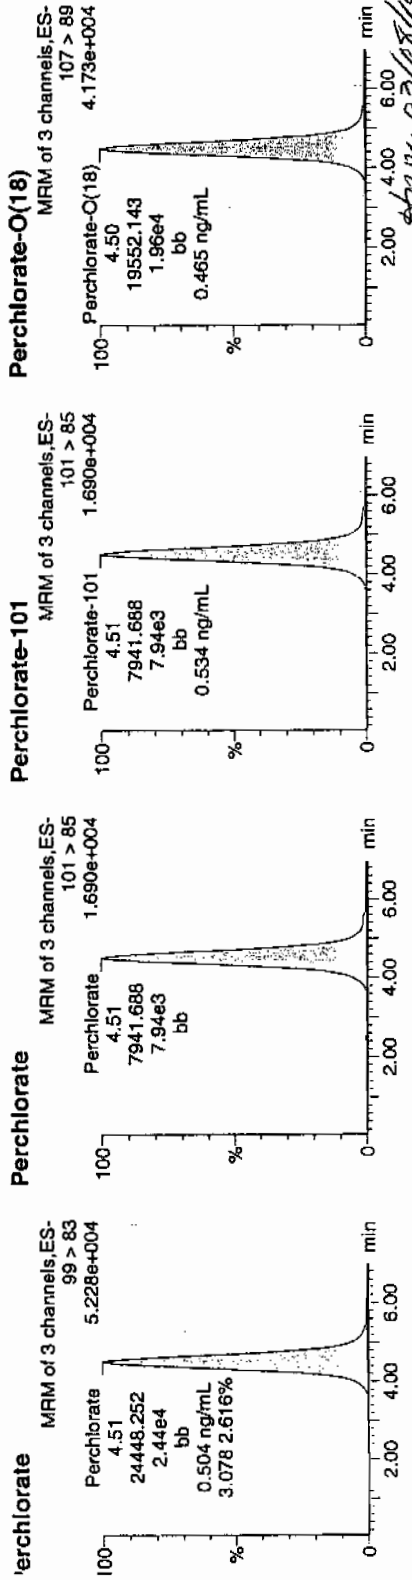 'erchlorate
MRM of 3 channels,ES-
99 > 83
5.228e+004
100
Perchlorate
4.51
24448.252
2.44e4
bb
0.504 ng/mL
3.078 2.616%
%
0
2.00
4.00
6.00
min
Perchlorate
MRM of 3 channels,ES-
101 > 85
1.690e+004
100
Perchlorate
4.51
7941.688
7.94e3
bb
%
0
2.00
4.00
6.00
min
Perchlorate-101
MRM of 3 channels,ES-
101 > 85
1.690e+004
100
Perchlorate-101
4.51
7941.688
7.94e3
bb
0.534 ng/mL
%
0
2.00
4.00
6.00
min
Perchlorate-O(18)
MRM of 3 channels,ES-
107 > 89
4.173e+004
100
Perchlorate-O(18)
4.50
19552.143
1.96e4
bb
0.465 ng/mL
%
0
2.00
4.00
6.00
min